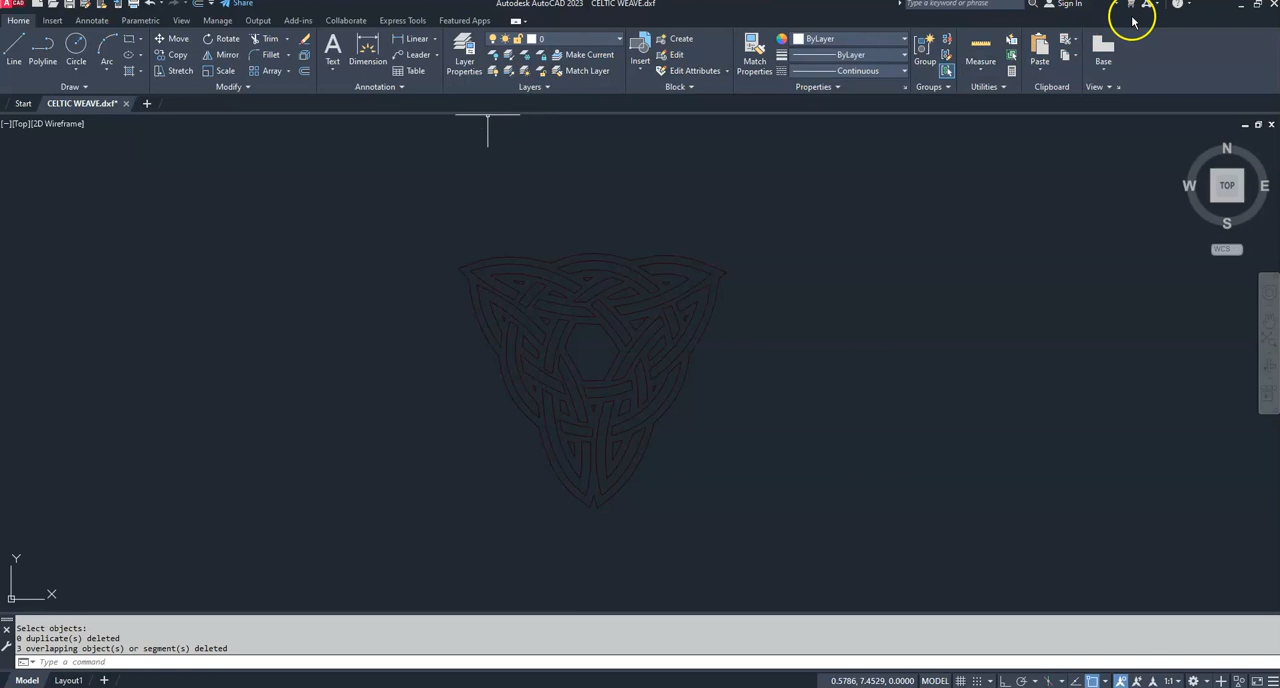 Share
Autodesk AutoCAD 2023 CELTIC WEAVE.dxf
Type a keyword or phrase
Sign In
Home Insert Annotate Parametric View Manage Output Add-ins Collaborate Express Tools Featured Apps
Line Polyline Circle Arc
Move Rotate Trim
Copy Mirror Fillet
Stretch Scale Array
Text Dimension
Linear
Leader
Table
Layer Properties
0
Make Current
Match Layer
Insert
Create
Edit
Edit Attributes
Match Properties
ByLayer
ByLayer
Continuous
Group
Measure
Paste
Base
Draw Modify Annotation Layers Block Properties Groups Utilities Clipboard View
Start CELTIC WEAVE.dxf*
[−][Top][2D Wireframe]
N
W TOP E
S
WCS
Y
X
Select objects:
0 duplicate(s) deleted
3 overlapping object(s) or segment(s) deleted
Type a command
Model Layout1 +
0.5786, 7.4529, 0.0000 MODEL 1:1